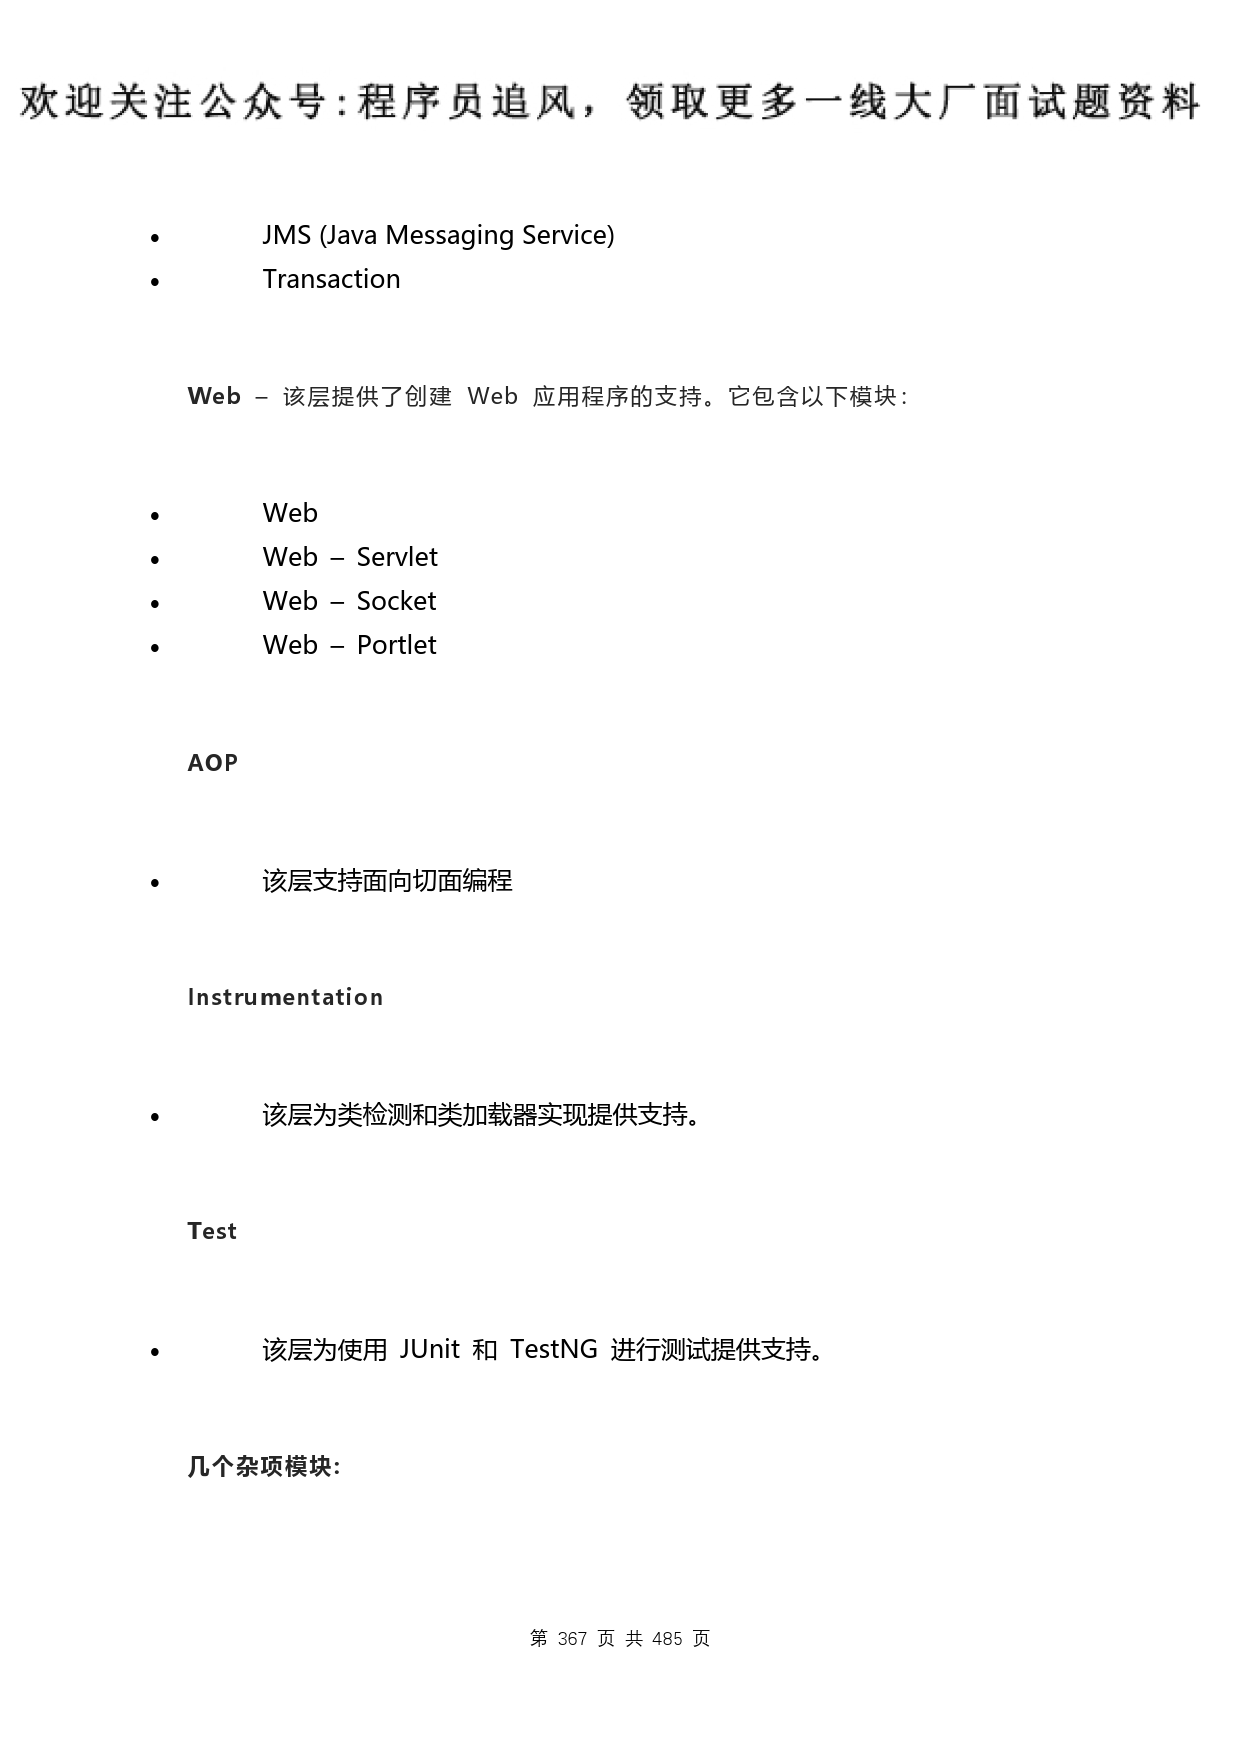 欢迎关注公众号:程序员追风，领取更多一线大厂面试题资料
• JMS (Java Messaging Service)
• Transaction
Web – 该层提供了创建 Web 应用程序的支持。它包含以下模块：
• Web
• Web – Servlet
• Web – Socket
• Web – Portlet
AOP
• 该层支持面向切面编程
Instrumentation
• 该层为类检测和类加载器实现提供支持。
Test
• 该层为使用 JUnit 和 TestNG 进行测试提供支持。
几个杂项模块:
第 367 页 共 485 页